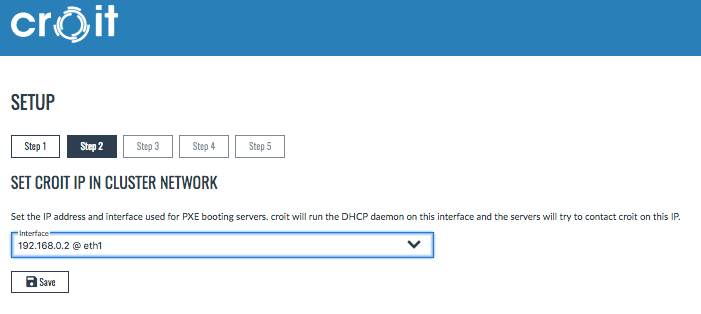 croit
SETUP
Step 1 Step 2 Step 3 Step 4 Step 5
SET CROIT IP IN CLUSTER NETWORK
Set the IP address and interface used for PXE booting servers. croit will run the DHCP daemon on this interface and the servers will try to contact croit on this IP.
Interface
192.168.0.2 @ eth1
Save